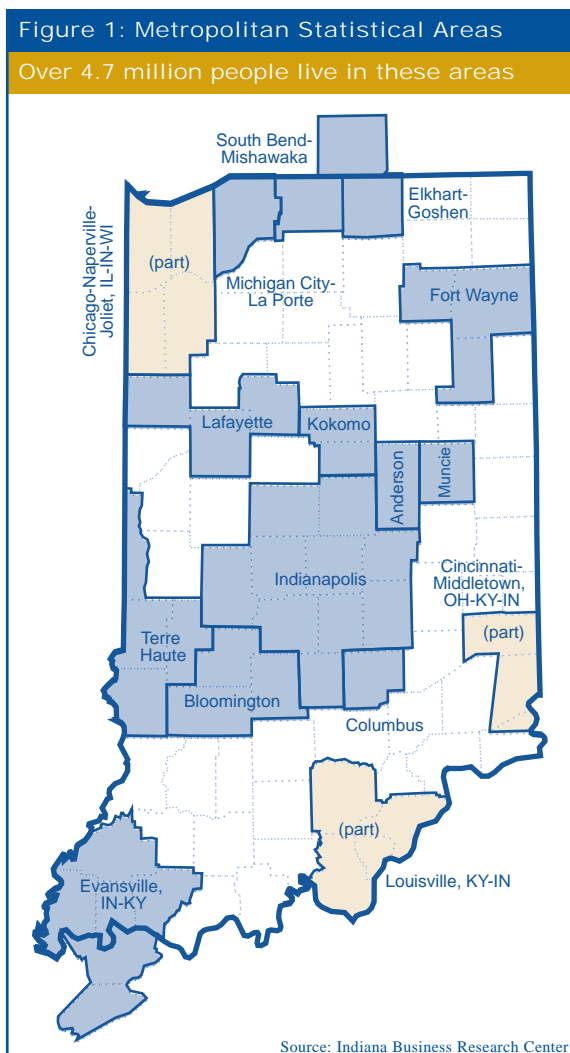 Figure 1: Metropolitan Statistical Areas
Over 4.7 million people live in these areas
South Bend-
Mishawaka
Elkhart-
Goshen
Chicago-Naperville-
Joliet, IL-IN-WI
(part)
Michigan City-
La Porte
Fort Wayne
Lafayette
Kokomo
Anderson
Muncie
Indianapolis
Cincinnati-
Middletown,
OH-KY-IN
(part)
Terre
Haute
Bloomington
Columbus
(part)
Louisville, KY-IN
Evansville,
IN-KY
Source: Indiana Business Research Center